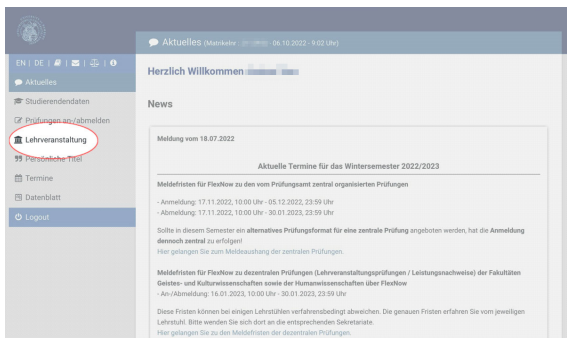 Aktuelles (Matrikelnr.: 06.10.2022 - 9:02 Uhr)
EN | DE | | | |
Aktuelles
Studierendendaten
Prüfungen an-/abmelden
Lehrveranstaltung
Persönliche Titel
Termine
Datenblatt
Logout
Herzlich Willkommen
News
Meldung vom 18.07.2022
Aktuelle Termine für das Wintersemester 2022/2023
Meldefristen für FlexNow zu den vom Prüfungsamt zentral organisierten Prüfungen
- Anmeldung: 17.11.2022, 10:00 Uhr - 05.12.2022, 23:59 Uhr
- Abmeldung: 17.11.2022, 10:00 Uhr - 30.01.2023, 23:59 Uhr
Sollte in diesem Semester ein alternatives Prüfungsformat für eine zentrale Prüfung angeboten werden, hat die Anmeldung
dennoch zentral zu erfolgen!
Hier gelangen Sie zum Meldeaushang der zentralen Prüfungen.
Meldefristen für FlexNow zu dezentralen Prüfungen (Lehrveranstaltungsprüfungen / Leistungsnachweise) der Fakultäten
Geistes- und Kulturwissenschaften sowie der Humanwissenschaften über FlexNow
- An-/Abmeldung: 16.01.2023, 10:00 Uhr - 30.01.2023, 23:59 Uhr
Diese Fristen können bei einigen Lehrstühlen verfahrensbedingt abweichen. Die genauen Fristen erfahren Sie vom jeweiligen
Lehrstuhl. Bitte wenden Sie sich dort an die entsprechenden Sekretariate.
Hier gelangen Sie zu den Meldefristen der dezentralen Prüfungen.